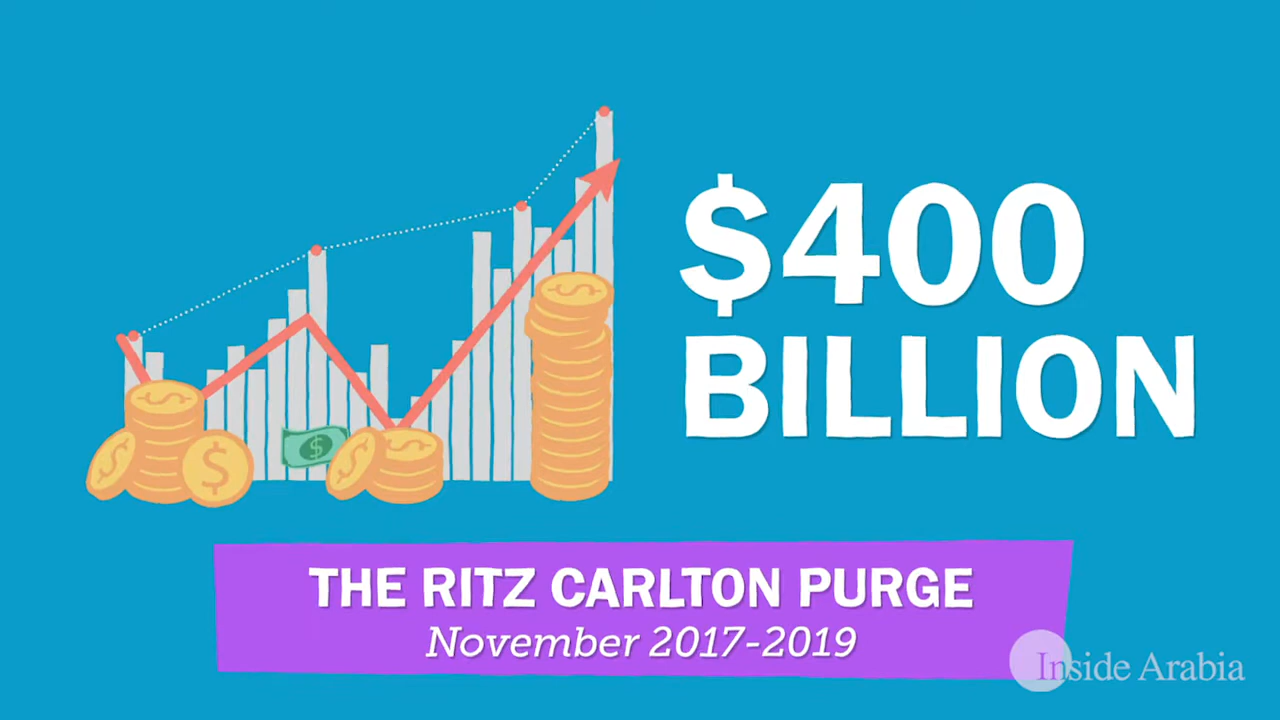 $400
BILLION
THE RITZ CARLTON PURGE
November 2017-2019
Inside Arabia